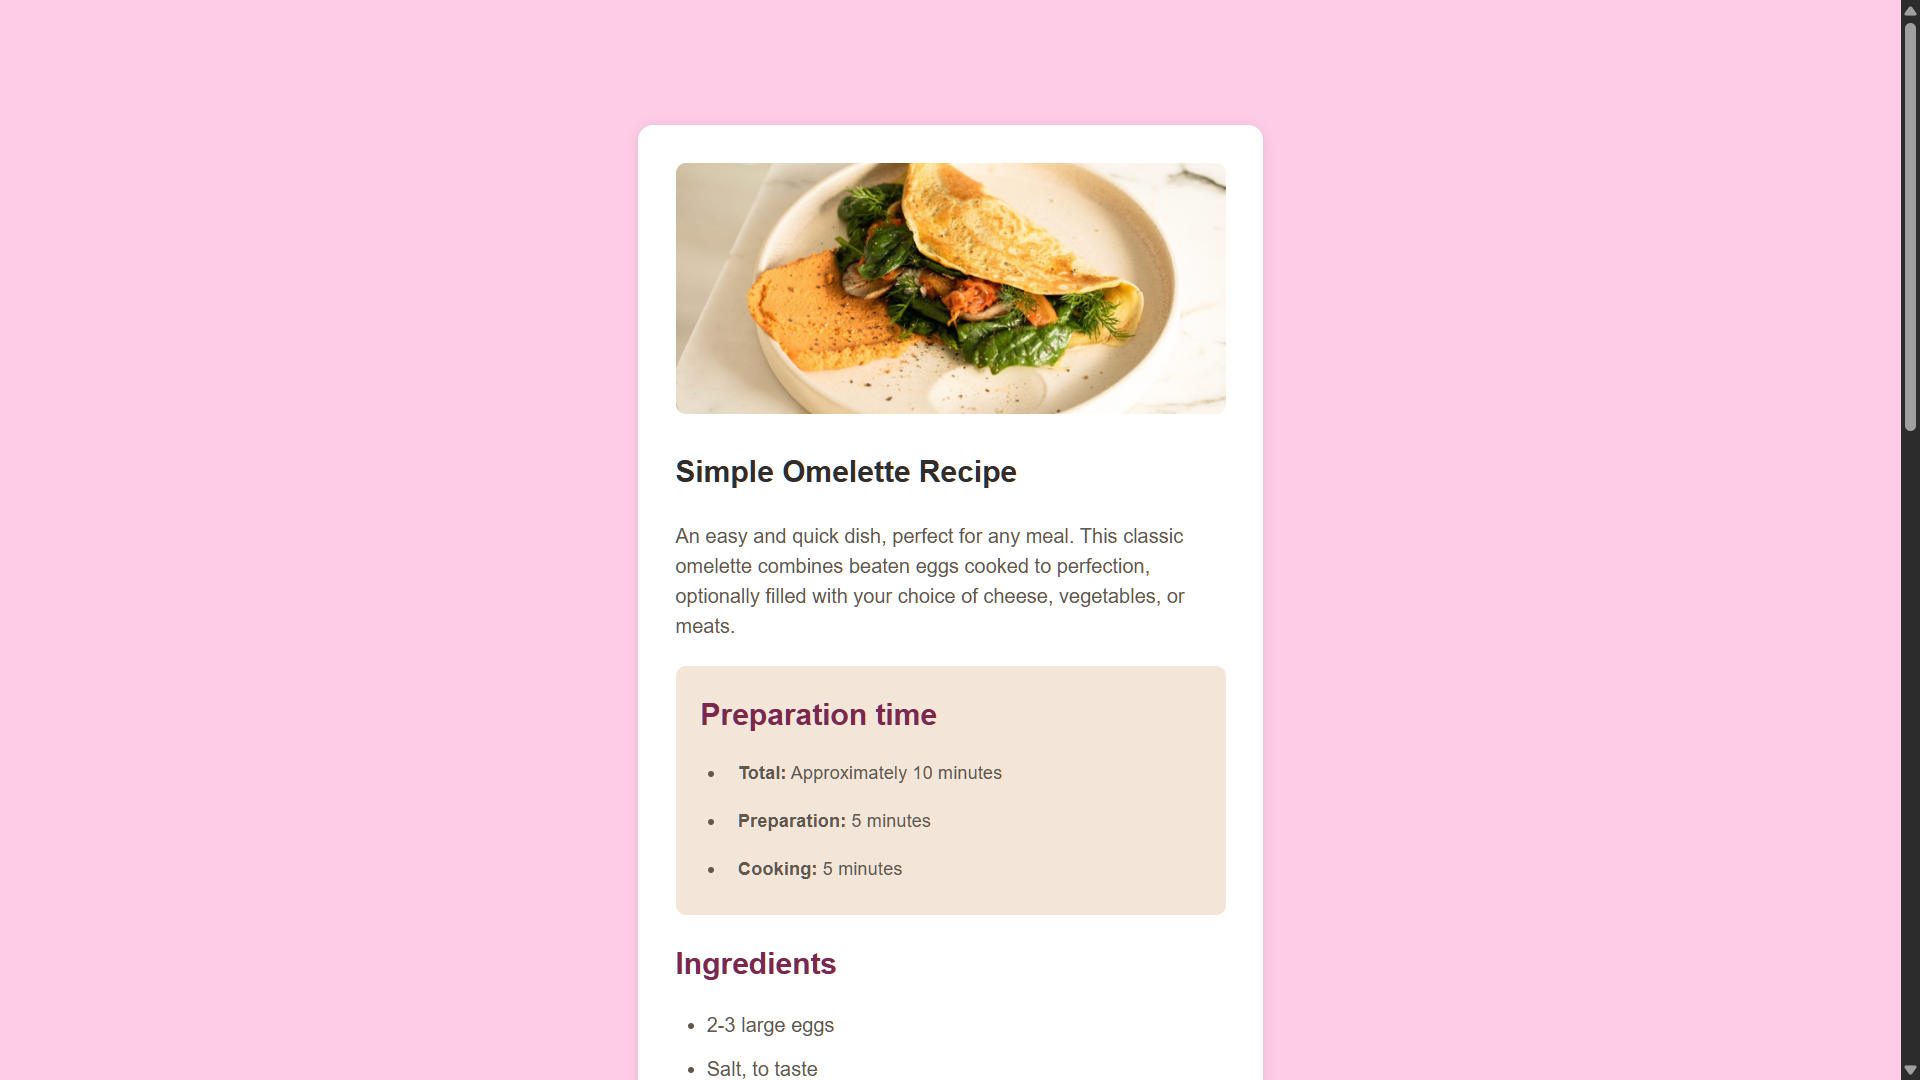 Simple Omelette Recipe
An easy and quick dish, perfect for any meal. This classic
omelette combines beaten eggs cooked to perfection,
optionally filled with your choice of cheese, vegetables, or
meats.
Preparation time
• Total: Approximately 10 minutes
• Preparation: 5 minutes
• Cooking: 5 minutes
Ingredients
• 2-3 large eggs
• Salt, to taste